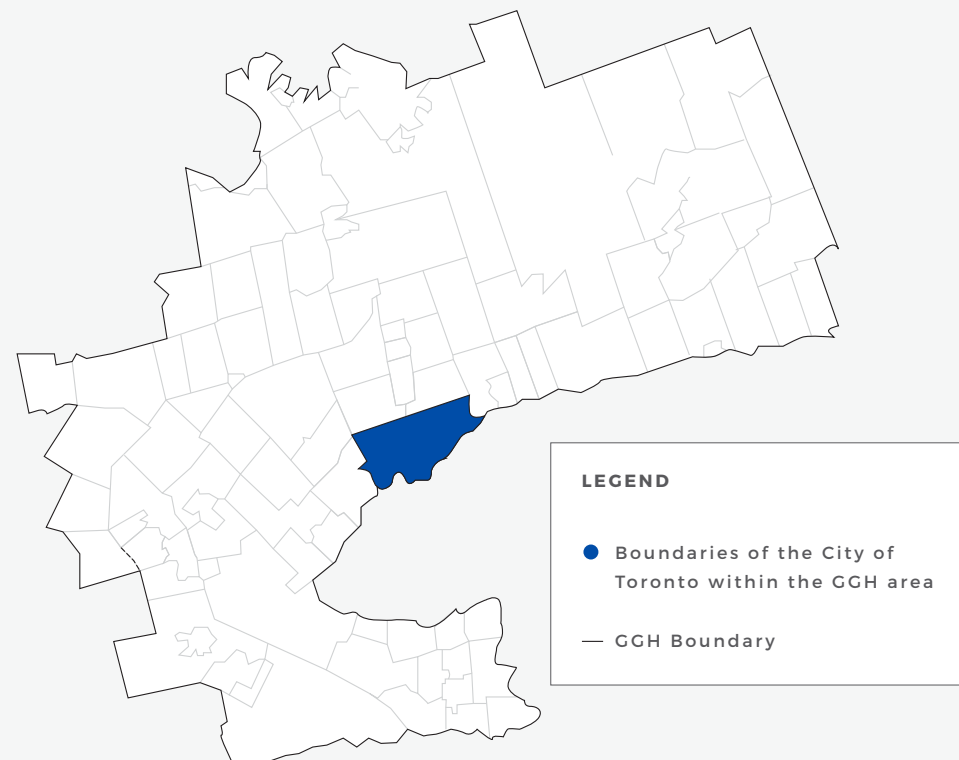 LEGEND
Boundaries of the City of
Toronto within the GGH area
GGH Boundary